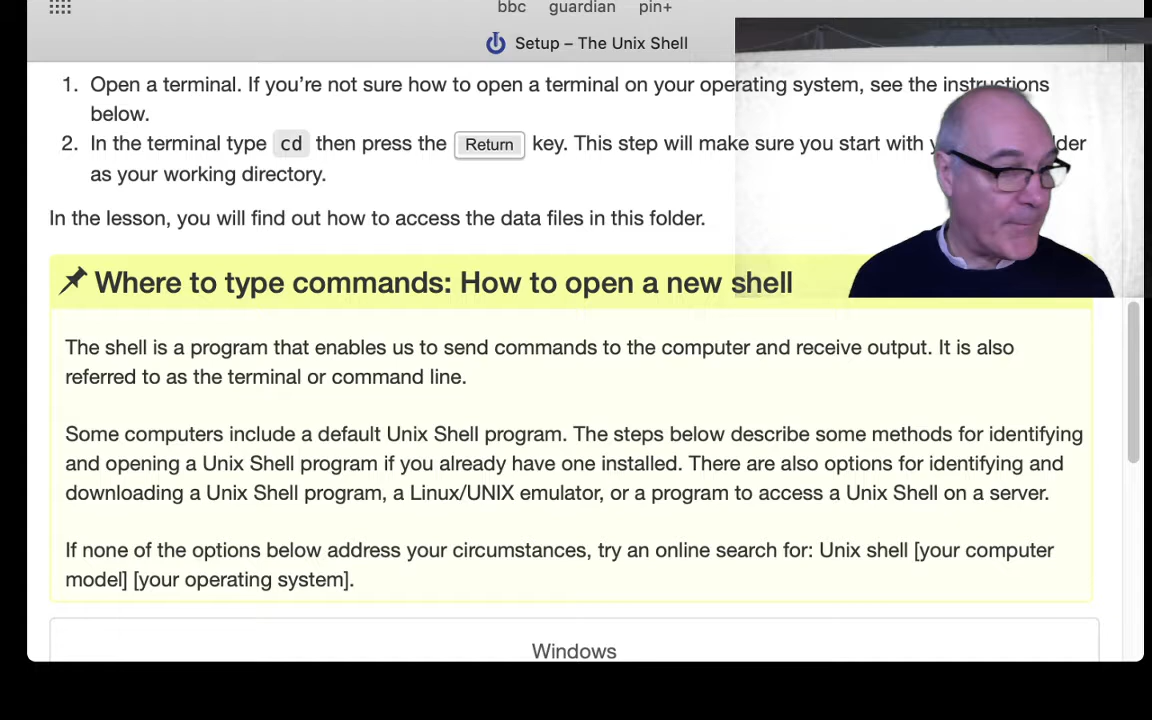 bbc guardian pin+
Setup – The Unix Shell
1. Open a terminal. If you’re not sure how to open a terminal on your operating system, see the instructions
below.
2. In the terminal type cd then press the Return key. This step will make sure you start with
as your working directory.
In the lesson, you will find out how to access the data files in this folder.
Where to type commands: How to open a new shell
The shell is a program that enables us to send commands to the computer and receive output. It is also
referred to as the terminal or command line.
Some computers include a default Unix Shell program. The steps below describe some methods for identifying
and opening a Unix Shell program if you already have one installed. There are also options for identifying and
downloading a Unix Shell program, a Linux/UNIX emulator, or a program to access a Unix Shell on a server.
If none of the options below address your circumstances, try an online search for: Unix shell [your computer
model] [your operating system].
Windows